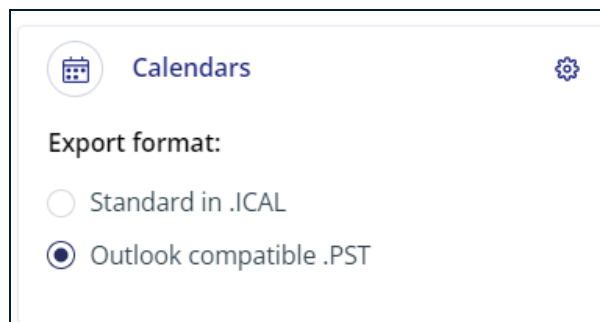 Calendars
Export format:
Standard in .ICAL
Outlook compatible .PST